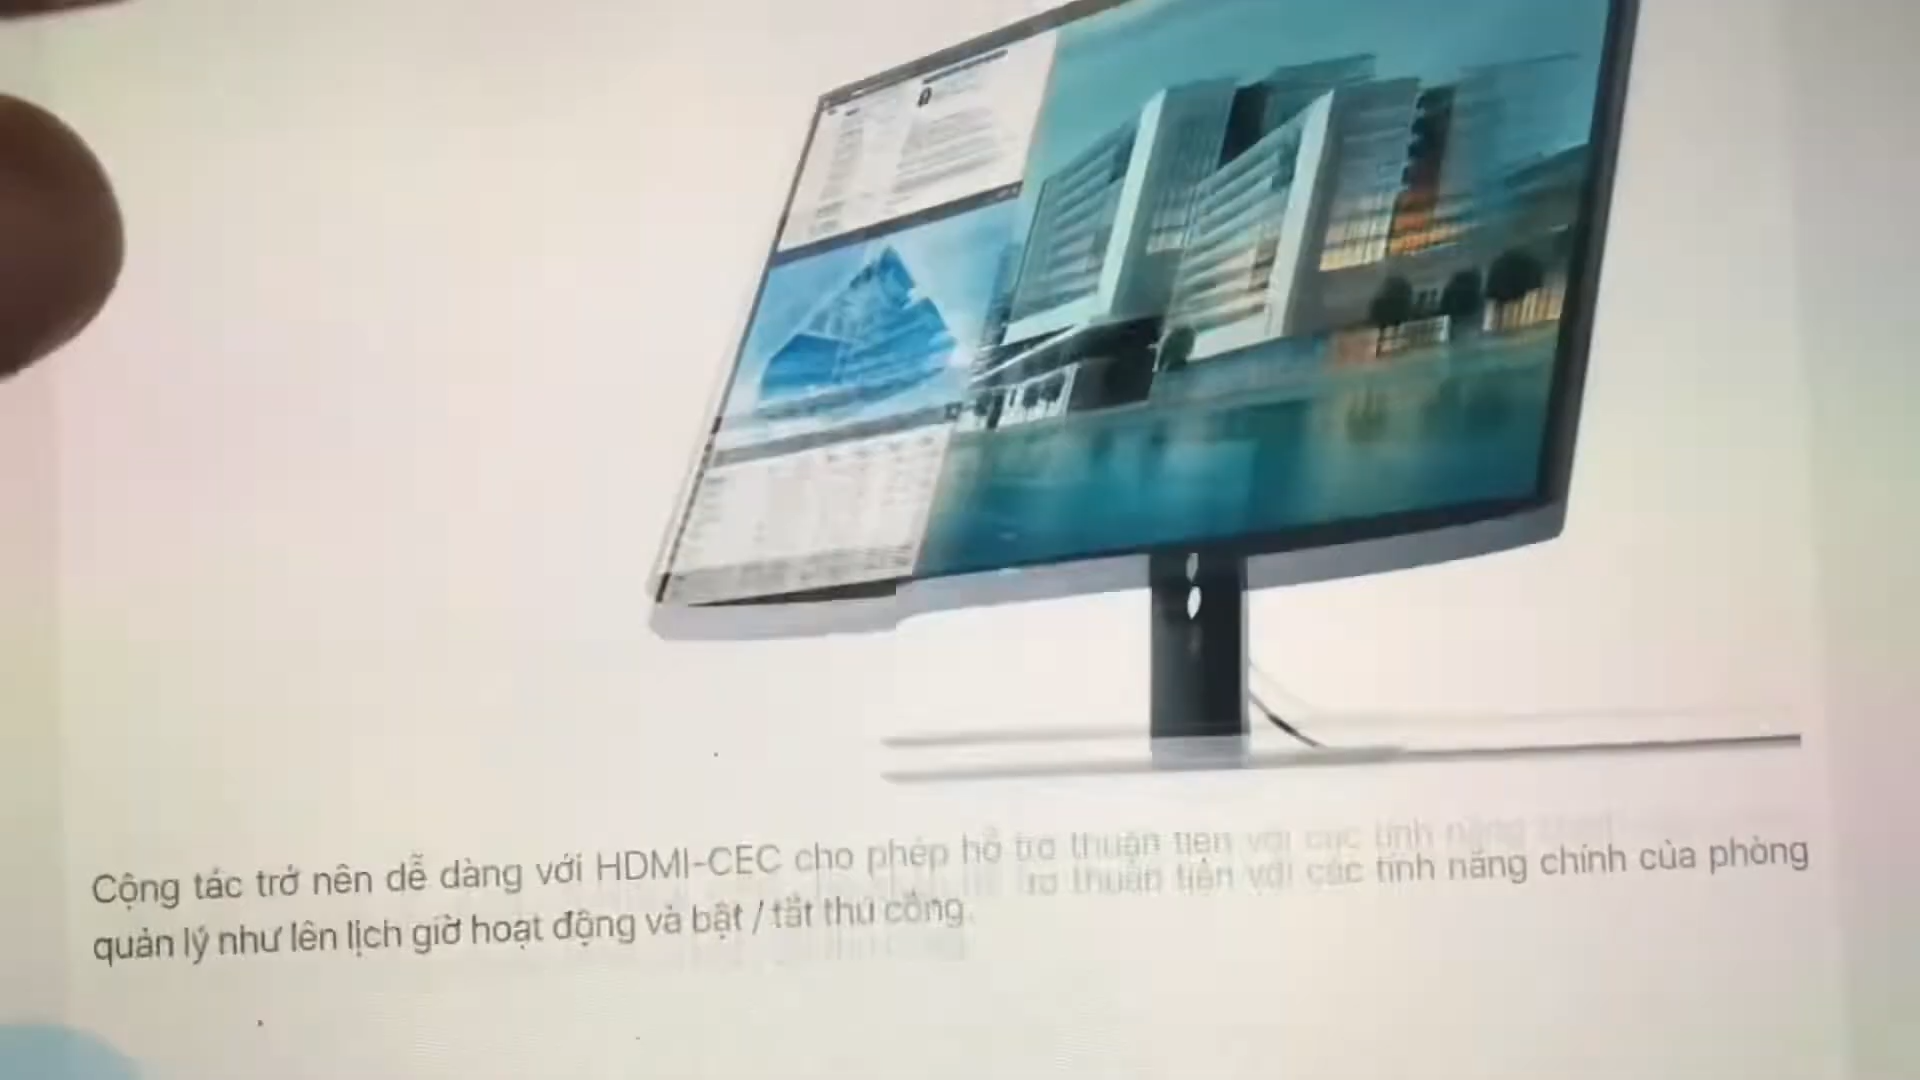 Cộng tác trở nên dễ dàng với HDMI-CEC cho phép hỗ trợ thuận tiện với các tính năng chính của phòng
quản lý như lên lịch giờ hoạt động và bật / tắt thủ công.